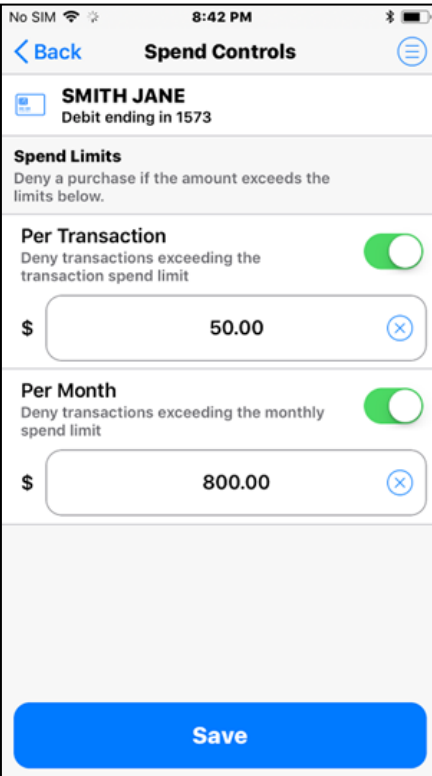 No SIM 8:42 PM
Back Spend Controls
SMITH JANE
Debit ending in 1573
Spend Limits
Deny a purchase if the amount exceeds the
limits below.
Per Transaction
Deny transactions exceeding the
transaction spend limit
$ 50.00
Per Month
Deny transactions exceeding the monthly
spend limit
$ 800.00
Save